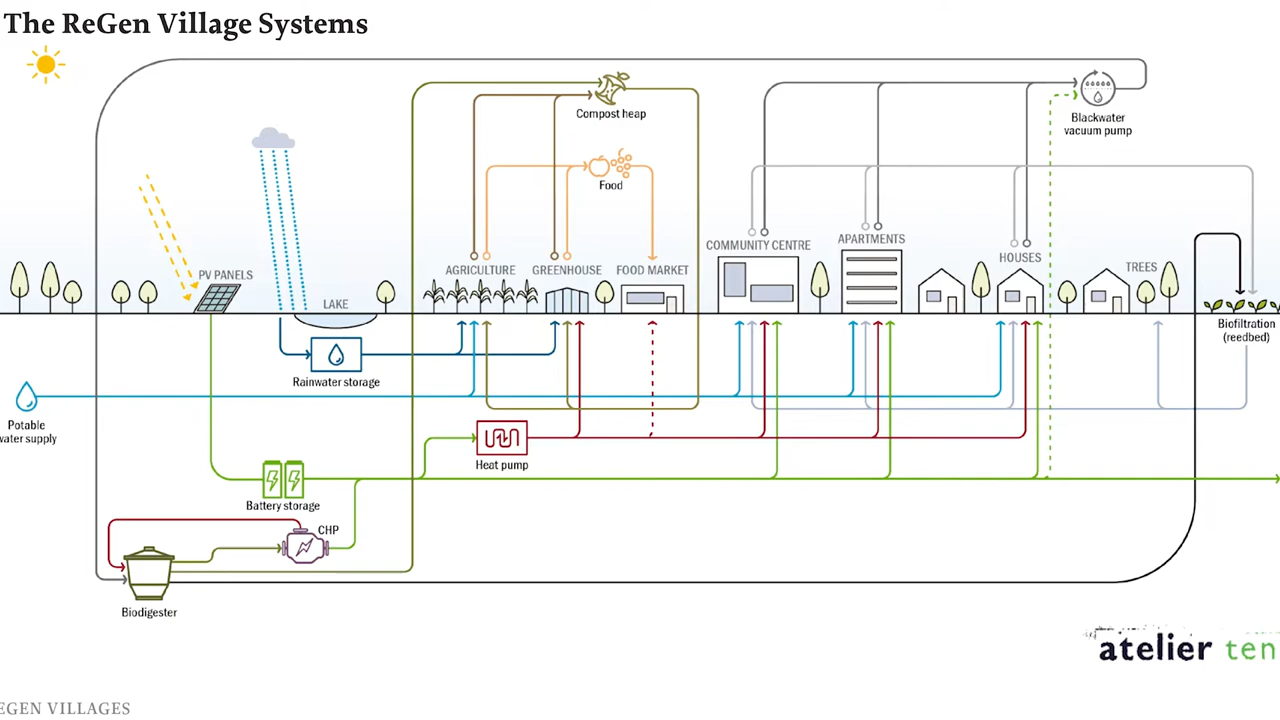 The ReGen Village Systems
Compost heap
Blackwater
vacuum pump
Food
COMMUNITY CENTRE
APARTMENTS
HOUSES
AGRICULTURE
GREENHOUSE
FOOD MARKET
TREES
PV PANELS
LAKE
Biofiltration
(reedbed)
Rainwater storage
Potable
water supply
Heat pump
Battery storage
CHP
Biodigester
atelier ten
EGEN VILLAGES